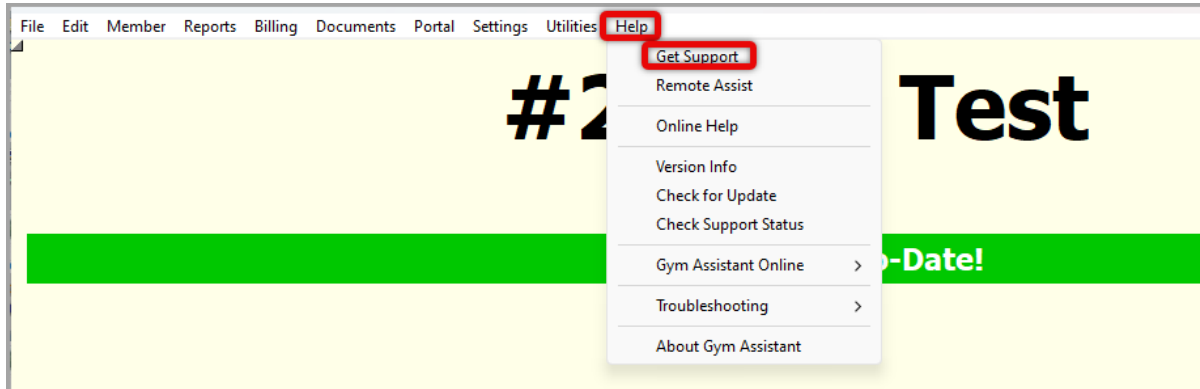 File Edit Member Reports Billing Documents Portal Settings Utilities Help
Get Support
#2 Test
Remote Assist
Online Help
Version Info
Check for Update
Check Support Status
Gym Assistant Online
-Date!
Troubleshooting
About Gym Assistant